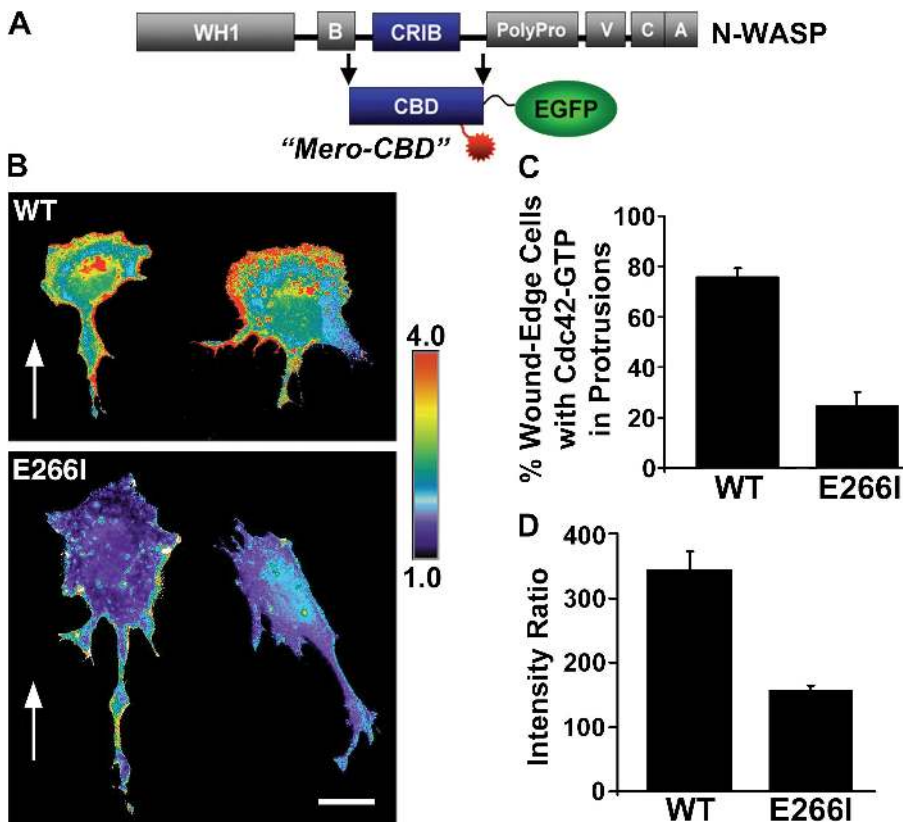 A
WH1 B CRIB PolyPro V C A N-WASP
CBD EGFP
“Mero-CBD”
B
WT
4.0
1.0
E266I
C
% Wound-Edge Cells
with Cdc42-GTP
in Protrusions
100
80
60
40
20
0
WT E266I
D
Intensity Ratio
400
300
200
100
0
WT E266I